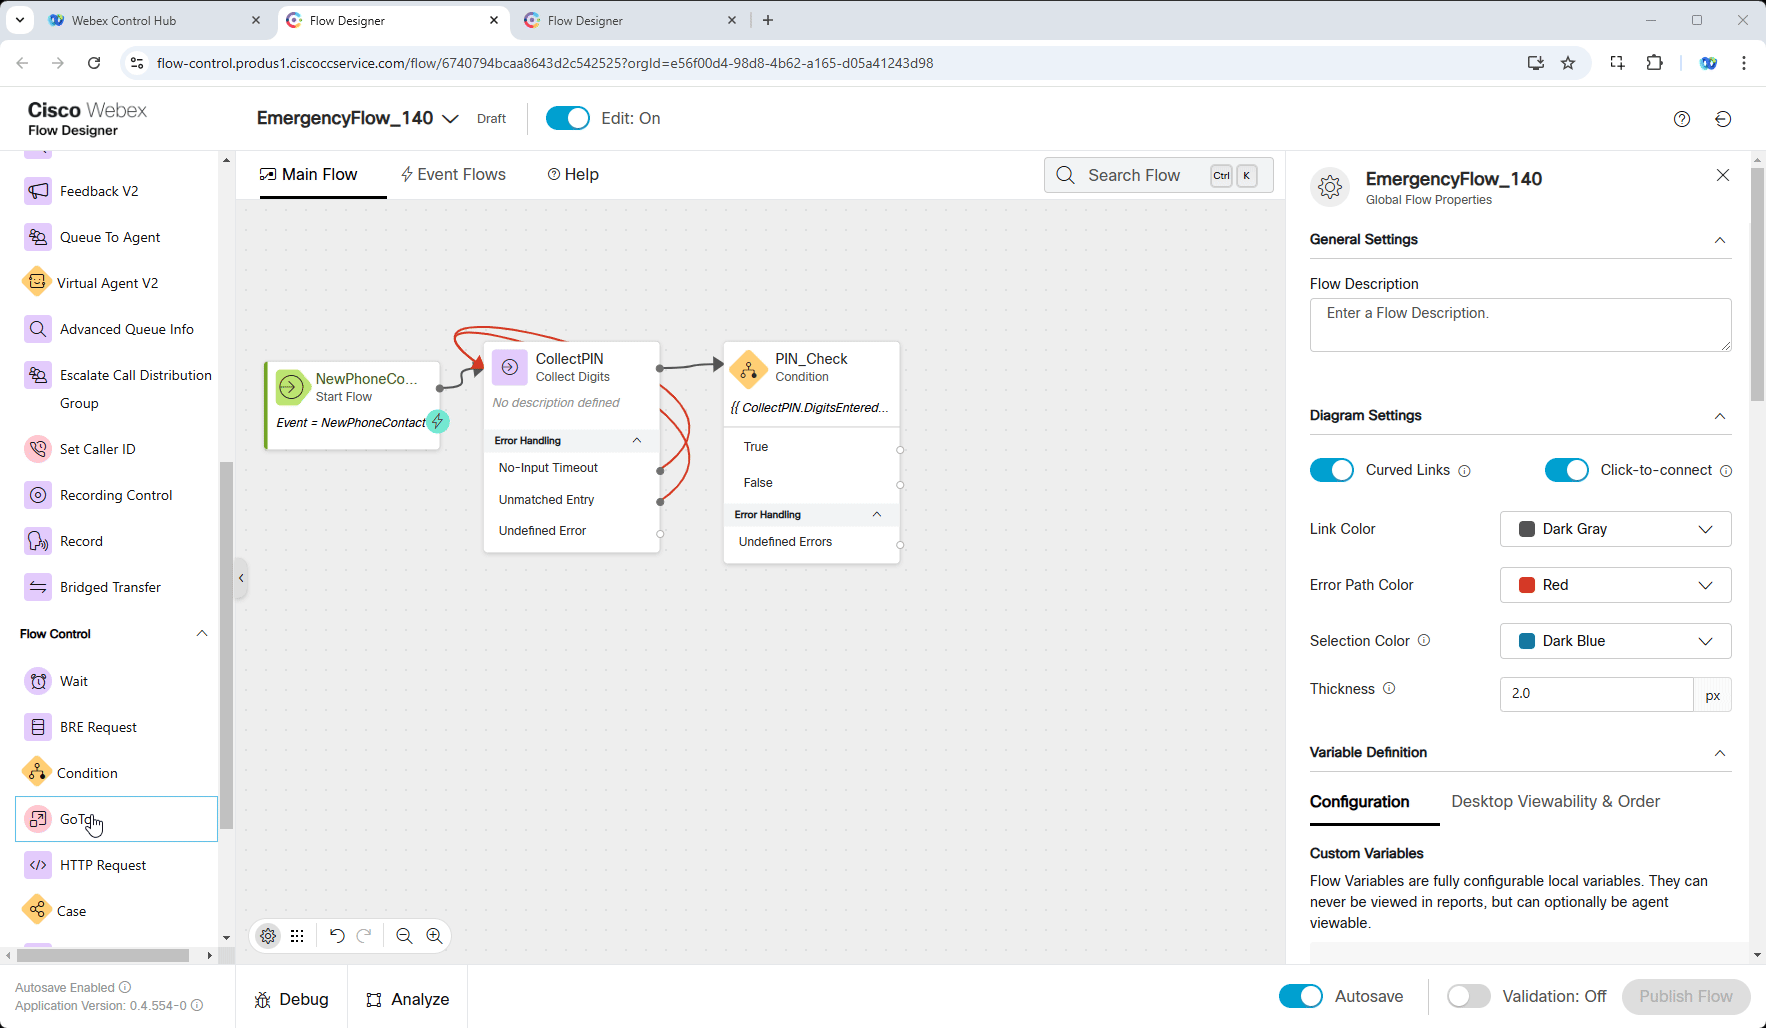 Webex Control Hub
Flow Designer
Flow Designer
flow-control.produs1.ciscoccservice.com/flow/6740794bcaa8643d2c542525?orgId=e56f00d4-98d8-4b62-a165-d05a41243d98
Cisco Webex
Flow Designer
EmergencyFlow_140
Draft
Edit: On
Feedback V2
Queue To Agent
Virtual Agent V2
Advanced Queue Info
Escalate Call Distribution
Group
Set Caller ID
Recording Control
Record
Bridged Transfer
Flow Control
Wait
BRE Request
Condition
GoTo
HTTP Request
Case
Main Flow
Event Flows
Help
Search Flow
Ctrl
K
NewPhoneCo...
Start Flow
Event = NewPhoneContact
CollectPIN
Collect Digits
No description defined
Error Handling
No-Input Timeout
Unmatched Entry
Undefined Error
PIN_Check
Condition
{{ CollectPIN.DigitsEntered...
True
False
Error Handling
Undefined Errors
EmergencyFlow_140
Global Flow Properties
General Settings
Flow Description
Enter a Flow Description.
Diagram Settings
Curved Links
Click-to-connect
Link Color
Dark Gray
Error Path Color
Red
Selection Color
Dark Blue
Thickness
2.0
px
Variable Definition
Configuration
Desktop Viewability & Order
Custom Variables
Flow Variables are fully configurable local variables. They can
never be viewed in reports, but can optionally be agent
viewable.
Autosave Enabled
Application Version: 0.4.554-0
Debug
Analyze
Autosave
Validation: Off
Publish Flow